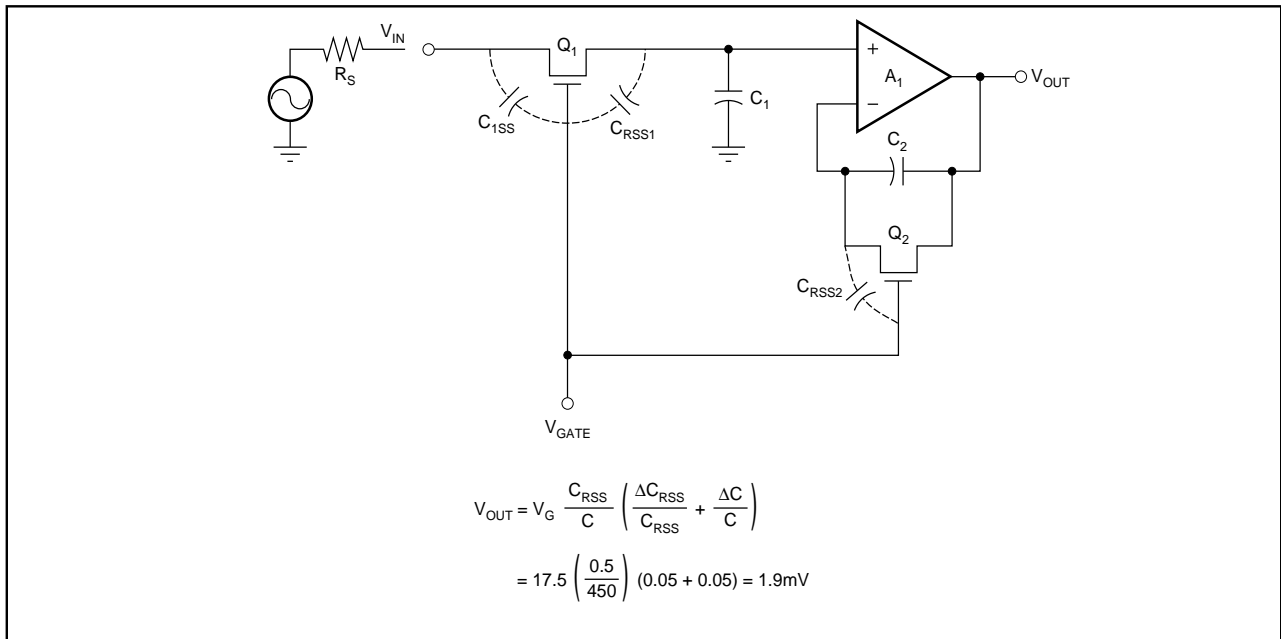 V_IN
Q_1
R_S
C_1SS
C_RSS1
C_1
+
−
A_1
V_OUT
C_2
Q_2
C_RSS2
V_GATE
V_OUT = V_G C_RSS/C (ΔC_RSS/C_RSS + ΔC/C)
= 17.5 (0.5/450) (0.05 + 0.05) = 1.9mV